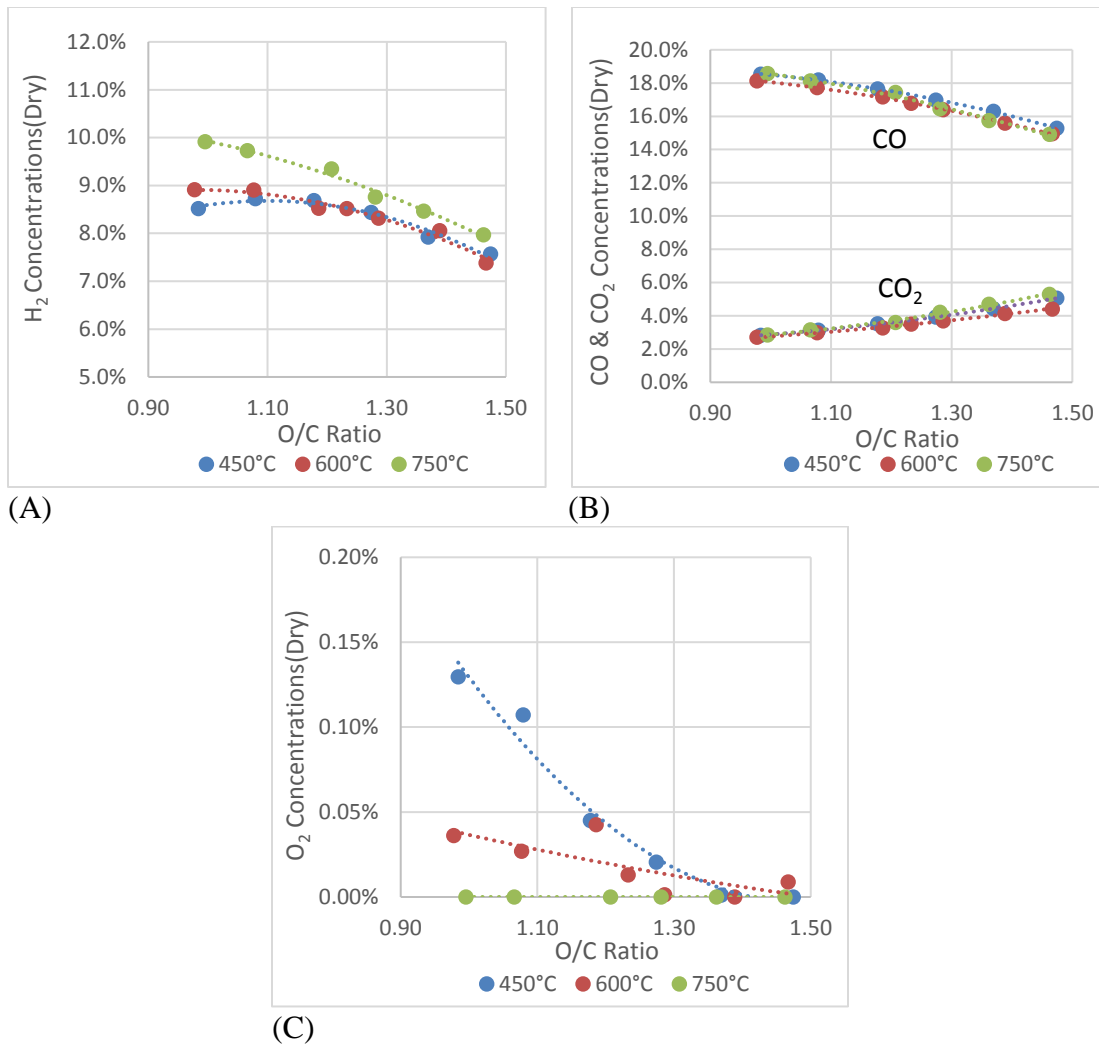 H₂ Concentrations(Dry)
12.0%
11.0%
10.0%
9.0%
8.0%
7.0%
6.0%
5.0%
0.90 1.10 1.30 1.50
O/C Ratio
450°C 600°C 750°C
(A)
CO & CO₂ Concentrations(Dry)
20.0%
18.0%
16.0%
14.0%
12.0%
10.0%
8.0%
6.0%
4.0%
2.0%
0.0%
CO
CO₂
0.90 1.10 1.30 1.50
O/C Ratio
450°C 600°C 750°C
(B)
O₂ Concentrations(Dry)
0.20%
0.15%
0.10%
0.05%
0.00%
0.90 1.10 1.30 1.50
O/C Ratio
450°C 600°C 750°C
(C)